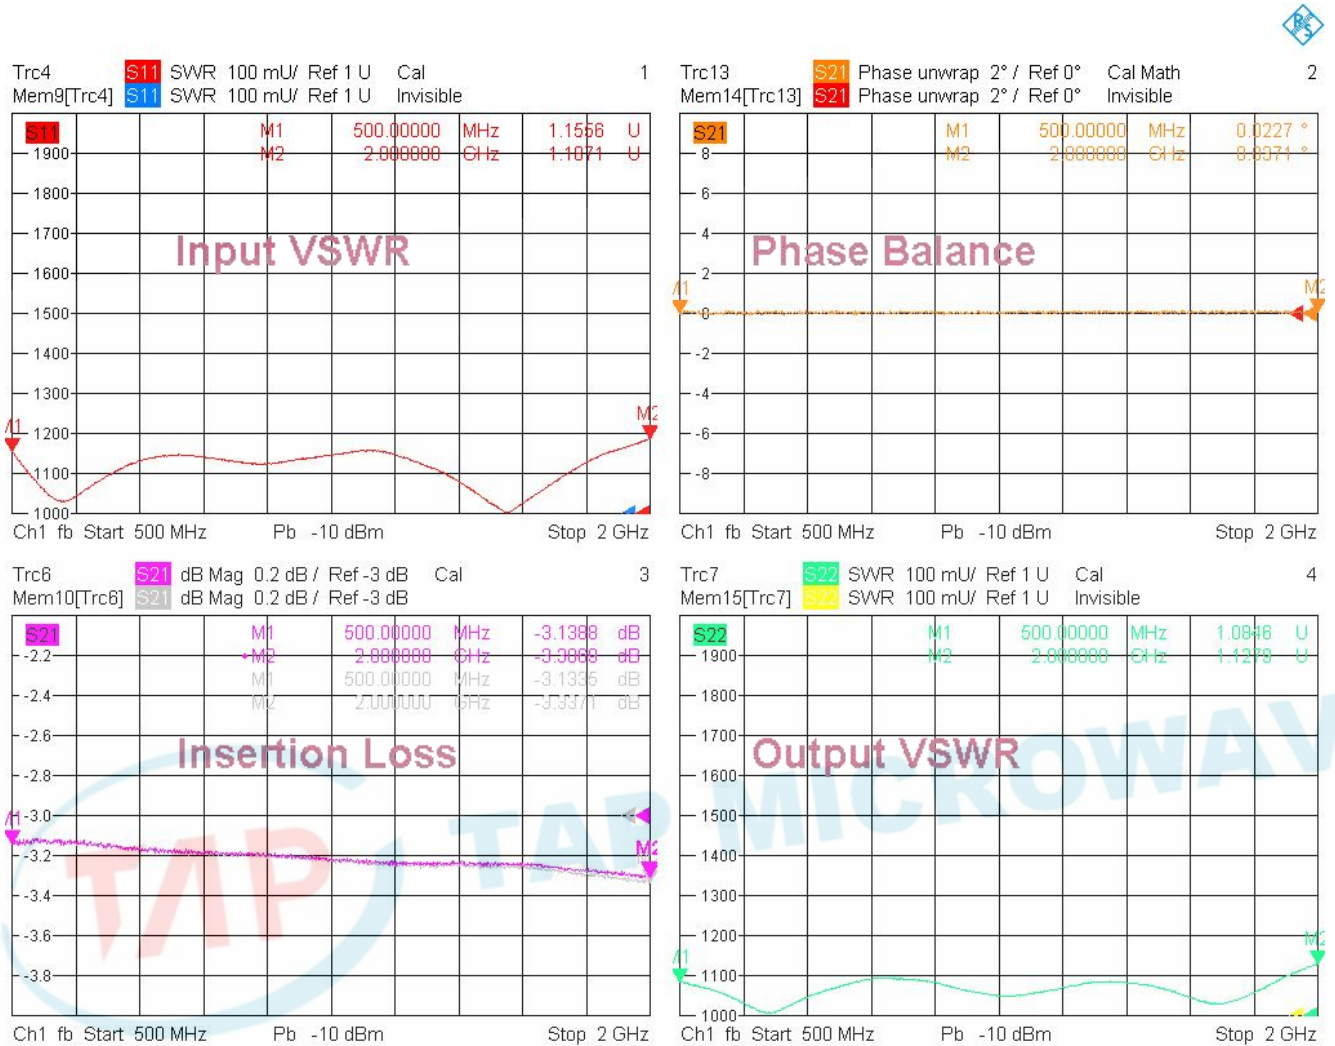 R&S
Trc4 S11 SWR 100 mU/ Ref 1 U Cal 1
Mem9[Trc4] S11 SWR 100 mU/ Ref 1 U Invisible
S11 M1 500.00000 MHz 1.1556 U
M2 2.000000 GHz
1900
1800
1700
Input VSWR
1600
1500
1400
1300
M2
1200
1100
1000
Ch1 fb Start 500 MHz Pb -10 dBm Stop 2 GHz
Trc13 S21 Phase unwrap 2° / Ref 0° Cal Math 2
Mem14[Trc13] S21 Phase unwrap 2° / Ref 0° Invisible
S21 M1 500.00000 MHz 0.0227 °
M2 2.000000 GHz
8
6
4
Phase Balance
2
M2
0
-2
-4
-6
-8
Ch1 fb Start 500 MHz Pb -10 dBm Stop 2 GHz
Trc6 S21 dB Mag 0.2 dB / Ref -3 dB Cal 3
Mem10[Trc6] S21 dB Mag 0.2 dB / Ref -3 dB
S21 M1 500.00000 MHz -3.1388 dB
M2 2.000000 GHz dB
M1 500.00000 MHz -3.1335 dB
M2 2.000000 GHz -3.3371 dB
-2.2
-2.4
-2.6
Insertion Loss
-2.8
-3.0
M2
-3.2
-3.4
-3.6
-3.8
Ch1 fb Start 500 MHz Pb -10 dBm Stop 2 GHz
Trc7 S22 SWR 100 mU/ Ref 1 U Cal 4
Mem15[Trc7] S22 SWR 100 mU/ Ref 1 U Invisible
S22 M1 500.00000 MHz 1.0846 U
M2 2.000000 GHz 1.1279 U
1900
1800
1700
Output VSWR
1600
1500
1400
1300
1200
M2
1100
1000
Ch1 fb Start 500 MHz Pb -10 dBm Stop 2 GHz
TAP TAP MICROWAV